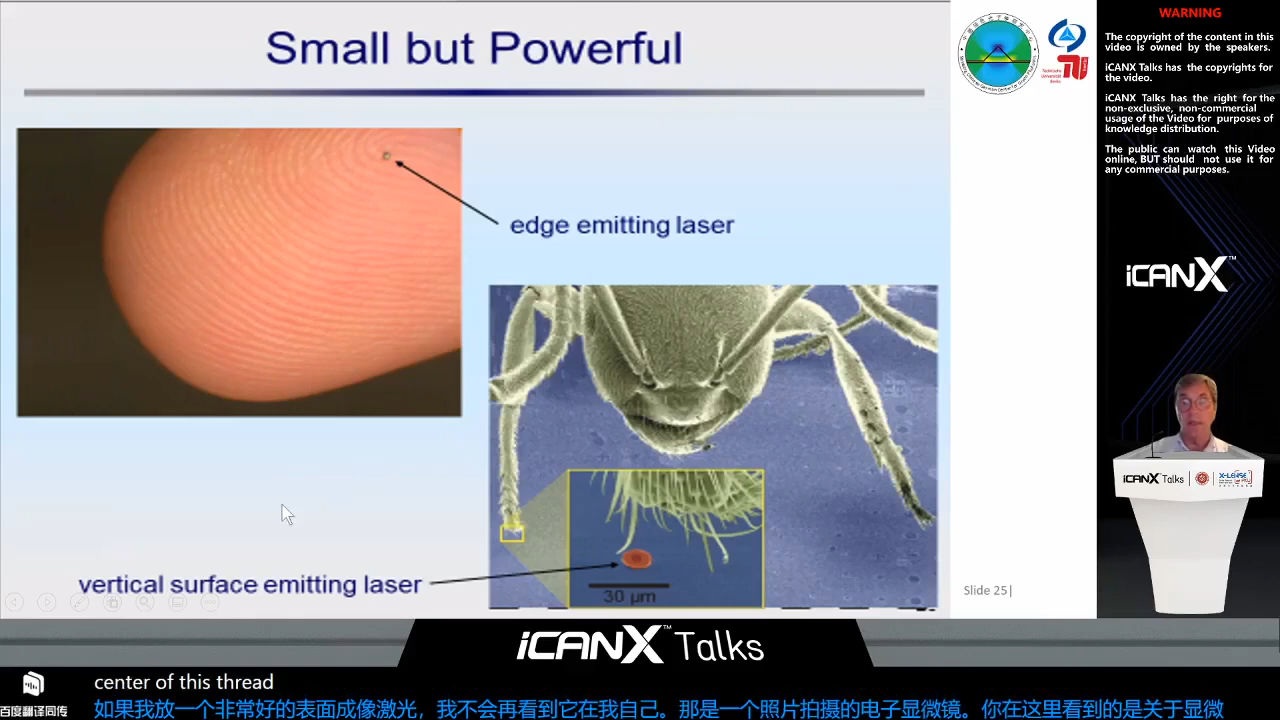 Small but Powerful
edge emitting laser
vertical surface emitting laser
30 µm
Slide 25|
WARNING
The copyright of the content in this
video is owned by the speakers.
iCANX Talks has the copyrights for
the video.
iCANX Talks has the right for the
non-exclusive, non-commercial
usage of the Video for purposes of
knowledge distribution.
The public can watch this Video
online, BUT should not use it for
any commercial purposes.
iCANX™
iCANX Talks
iCANX™ Talks
百度翻译同传
center of this thread
如果我放一个非常好的表面成像激光，我不会再看到它在我自己。那是一个照片拍摄的电子显微镜。你在这里看到的是关于显微